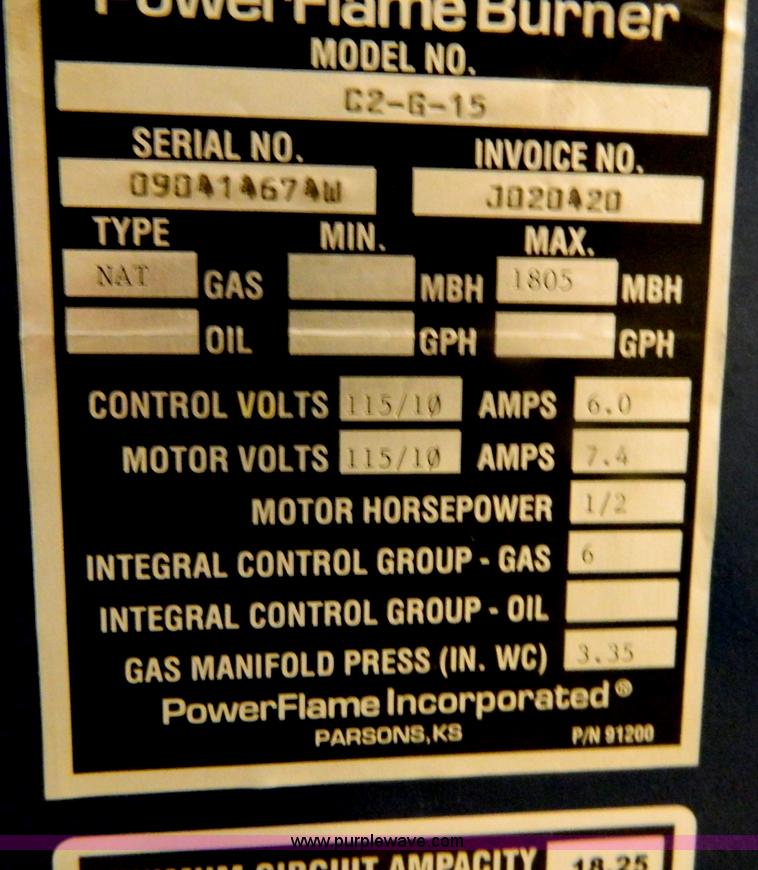 PowerFlame Burner
MODEL NO.
C2-G-15
SERIAL NO. INVOICE NO.
090414674W J020420
TYPE MIN. MAX.
NAT GAS MBH 1805 MBH
OIL GPH GPH
CONTROL VOLTS 115/1Ø AMPS 6.0
MOTOR VOLTS 115/1Ø AMPS 7.4
MOTOR HORSEPOWER 1/2
INTEGRAL CONTROL GROUP - GAS 6
INTEGRAL CONTROL GROUP - OIL
GAS MANIFOLD PRESS (IN. WC) 3.35
PowerFlame Incorporated®
PARSONS, KS P/N 91200
www.purplewave.com
CIRCUIT AMPACITY 18.25